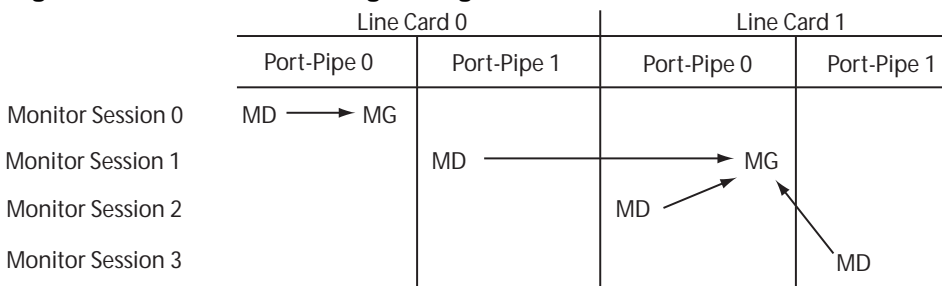 Line Card 0 Line Card 1
Port-Pipe 0 Port-Pipe 1 Port-Pipe 0 Port-Pipe 1
Monitor Session 0 MD MG
Monitor Session 1 MD MG
Monitor Session 2 MD
Monitor Session 3 MD